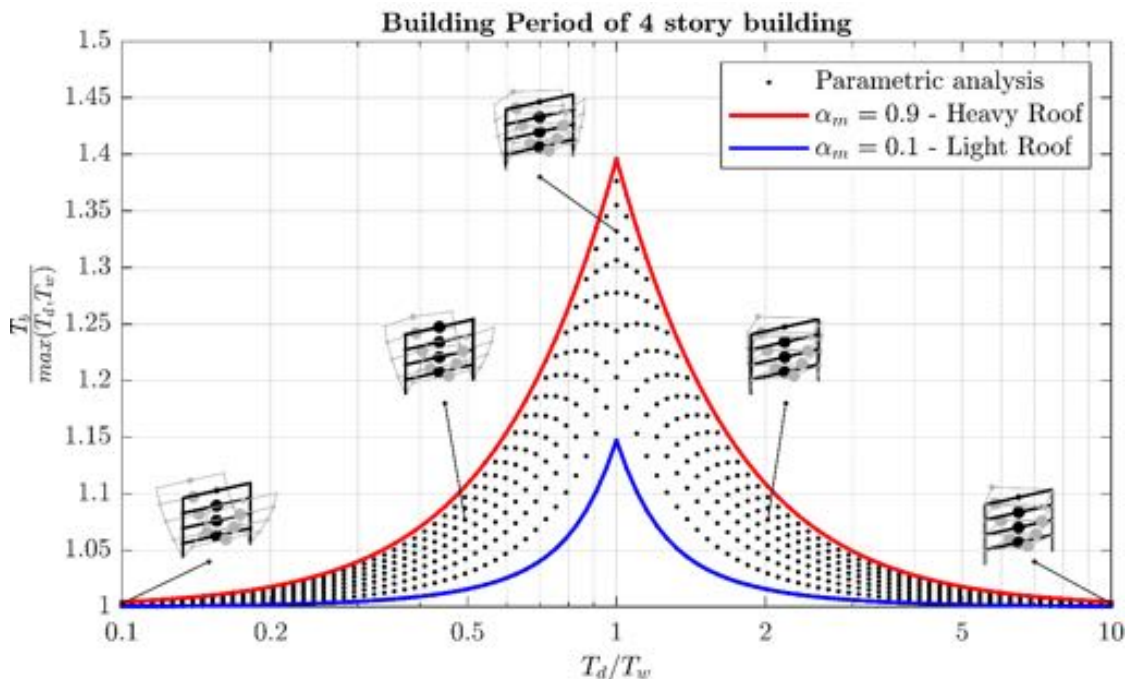 Building Period of 4 story building
1.5
1.45
1.4
1.35
1.3
1.25
1.2
1.15
1.1
1.05
1
T_b
max(T_d, T_w)
Parametric analysis
α_m = 0.9 - Heavy Roof
α_m = 0.1 - Light Roof
0.1 0.2 0.5 1 2 5 10
T_d/T_w